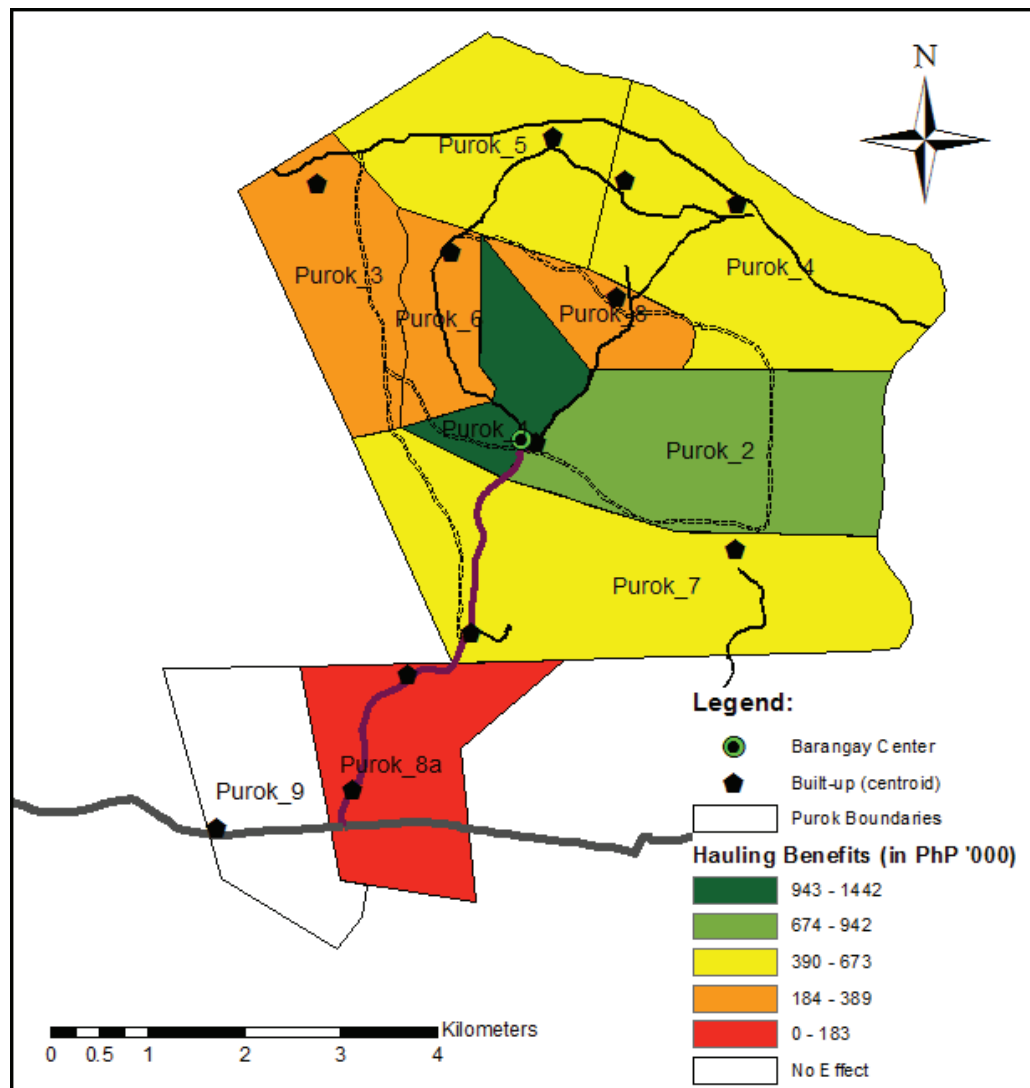 N
Purok_5
Purok_3
Purok_4
Purok_6
Purok_8
Purok_1
Purok_2
Purok_7
Purok_8a
Purok_9
Legend:
Barangay Center
Built-up (centroid)
Purok Boundaries
Hauling Benefits (in PhP '000)
943 - 1442
674 - 942
390 - 673
184 - 389
0 - 183
No Effect
Kilometers
0 0.5 1 2 3 4